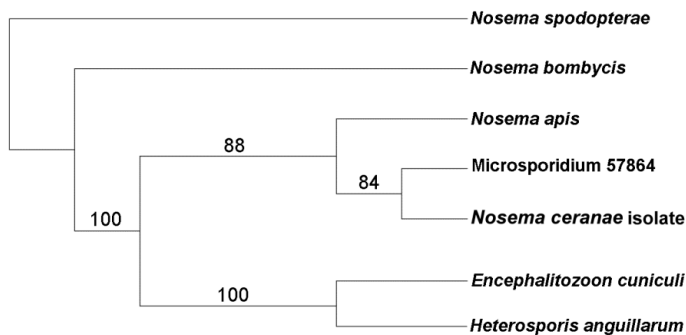 Nosema spodopterae
Nosema bombycis
Nosema apis
88
Microsporidium 57864
84
100
Nosema ceranae isolate
Encephalitozoon cuniculi
100
Heterosporis anguillarum